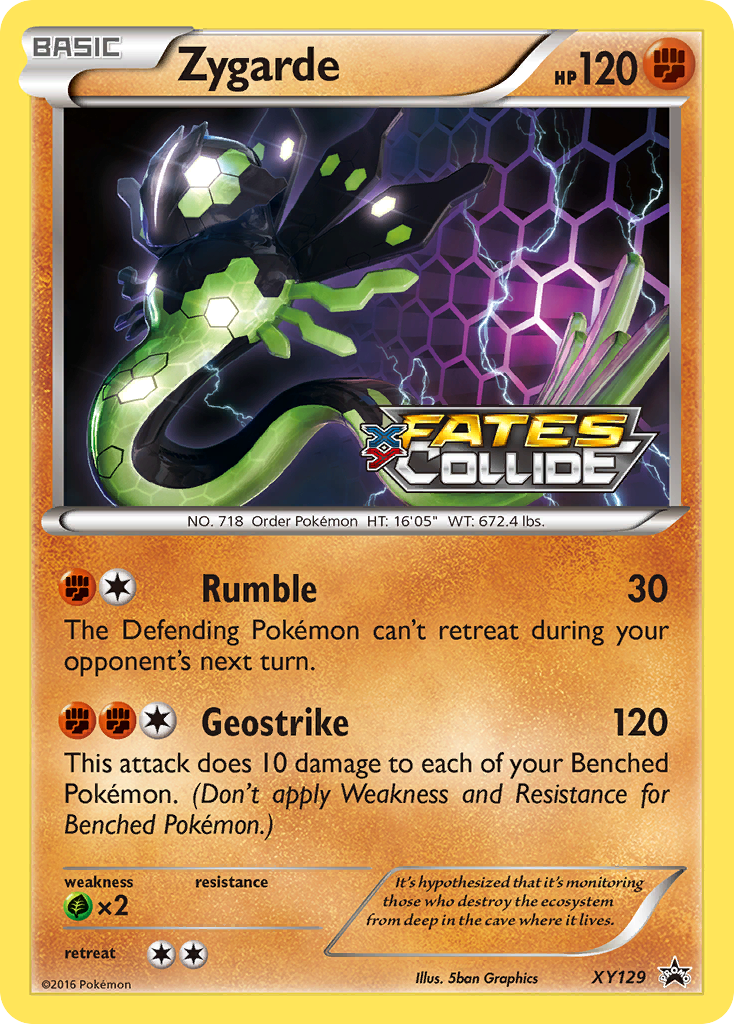 BASIC
Zygarde
HP120
FATES
XY COLLIDE
NO. 718 Order Pokémon HT: 16'05" WT: 672.4 lbs.
Rumble 30
The Defending Pokémon can't retreat during your
opponent's next turn.
Geostrike 120
This attack does 10 damage to each of your Benched
Pokémon. (Don't apply Weakness and Resistance for
Benched Pokémon.)
weakness resistance
×2
It's hypothesized that it's monitoring
those who destroy the ecosystem
from deep in the cave where it lives.
retreat
©2016 Pokémon
Illus. 5ban Graphics
XY129
PROMO